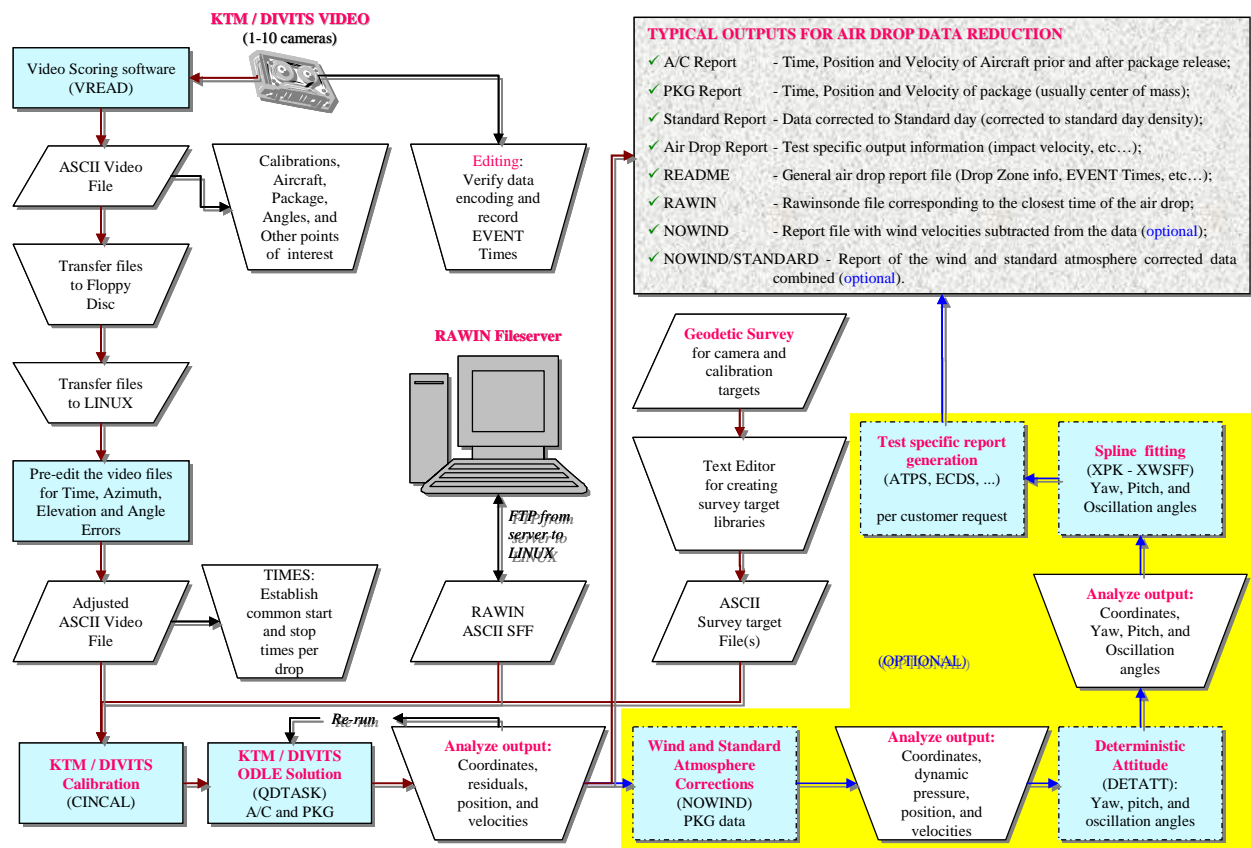 KTM / DIVITS VIDEO
(1-10 cameras)
Video Scoring software
(VREAD)
ASCII Video
File
Calibrations,
Aircraft,
Package,
Angles, and
Other points
of interest
Editing:
Verify data
encoding and
record
EVENT
Times
Transfer files
to Floppy
Disc
Transfer files
to LINUX
Pre-edit the video files
for Time, Azimuth,
Elevation and Angle
Errors
Adjusted
ASCII Video
File
TIMES:
Establish
common start
and stop
times per
drop
RAWIN Fileserver
FTP from
server to
LINUX
RAWIN
ASCII SFF
TYPICAL OUTPUTS FOR AIR DROP DATA REDUCTION
✓ A/C Report - Time, Position and Velocity of Aircraft prior and after package release;
✓ PKG Report - Time, Position and Velocity of package (usually center of mass);
✓ Standard Report - Data corrected to Standard day (corrected to standard day density);
✓ Air Drop Report - Test specific output information (impact velocity, etc…);
✓ README - General air drop report file (Drop Zone info, EVENT Times, etc…);
✓ RAWIN - Rawinsonde file corresponding to the closest time of the air drop;
✓ NOWIND - Report file with wind velocities subtracted from the data (optional);
✓ NOWIND/STANDARD - Report of the wind and standard atmosphere corrected data
combined (optional).
Geodetic Survey
for camera and
calibration
targets
Text Editor
for creating
survey target
libraries
ASCII
Survey target
File(s)
Test specific report
generation
(ATPS, ECDS, ...)
per customer request
Spline fitting
(XPK - XWSFF)
Yaw, Pitch, and
Oscillation angles
Analyze output:
Coordinates,
Yaw, Pitch, and
Oscillation
angles
(OPTIONAL)
Re-run
KTM / DIVITS
Calibration
(CINCAL)
KTM / DIVITS
ODLE Solution
(QDTASK)
A/C and PKG
Analyze output:
Coordinates,
residuals,
position, and
velocities
Wind and Standard
Atmosphere
Corrections
(NOWIND)
PKG data
Analyze output:
Coordinates,
dynamic
pressure,
position, and
velocities
Deterministic
Attitude
(DETATT):
Yaw, pitch, and
oscillation angles